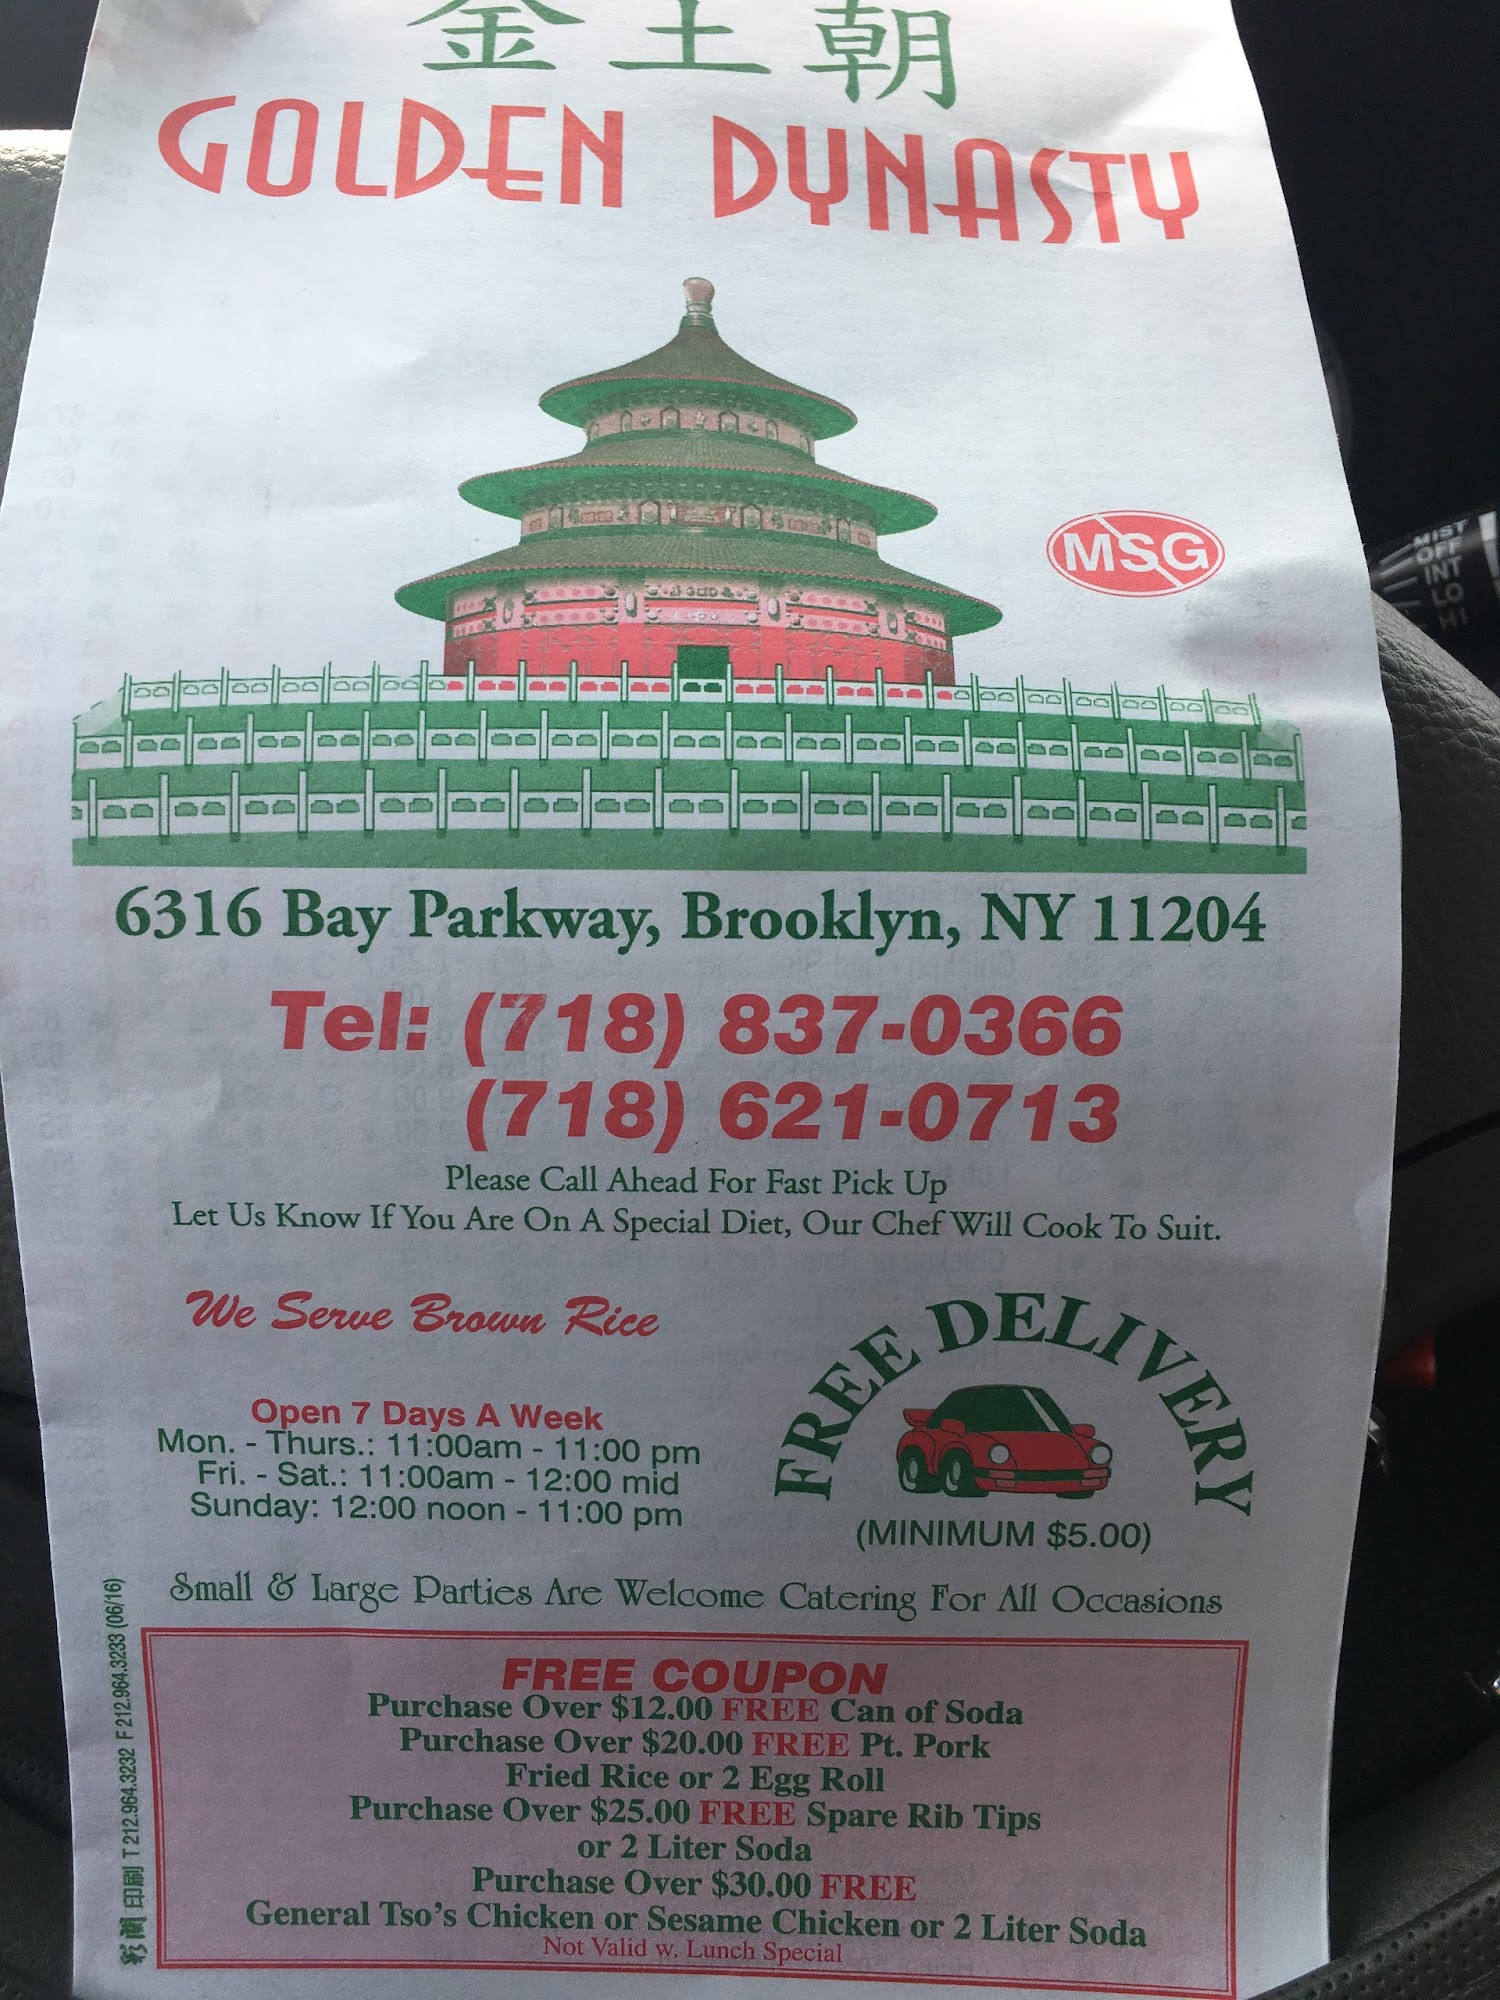 金王朝
GOLDEN DYNASTY
MSG
MIST
OFF
INT
LO
HI
6316 Bay Parkway, Brooklyn, NY 11204
Tel: (718) 837-0366
(718) 621-0713
Please Call Ahead For Fast Pick Up
Let Us Know If You Are On A Special Diet, Our Chef Will Cook To Suit.
We Serve Brown Rice
Open 7 Days A Week
Mon. - Thurs.: 11:00am - 11:00 pm
Fri. - Sat.: 11:00am - 12:00 mid
Sunday: 12:00 noon - 11:00 pm
FREE DELIVERY
(MINIMUM $5.00)
Small & Large Parties Are Welcome Catering For All Occasions
FREE COUPON
Purchase Over $12.00 FREE Can of Soda
Purchase Over $20.00 FREE Pt. Pork
Fried Rice or 2 Egg Roll
Purchase Over $25.00 FREE Spare Rib Tips
or 2 Liter Soda
Purchase Over $30.00 FREE
General Tso's Chicken or Sesame Chicken or 2 Liter Soda
Not Valid w. Lunch Special
印刷 T 212.964.3232 F 212.964.3233 (06/16)